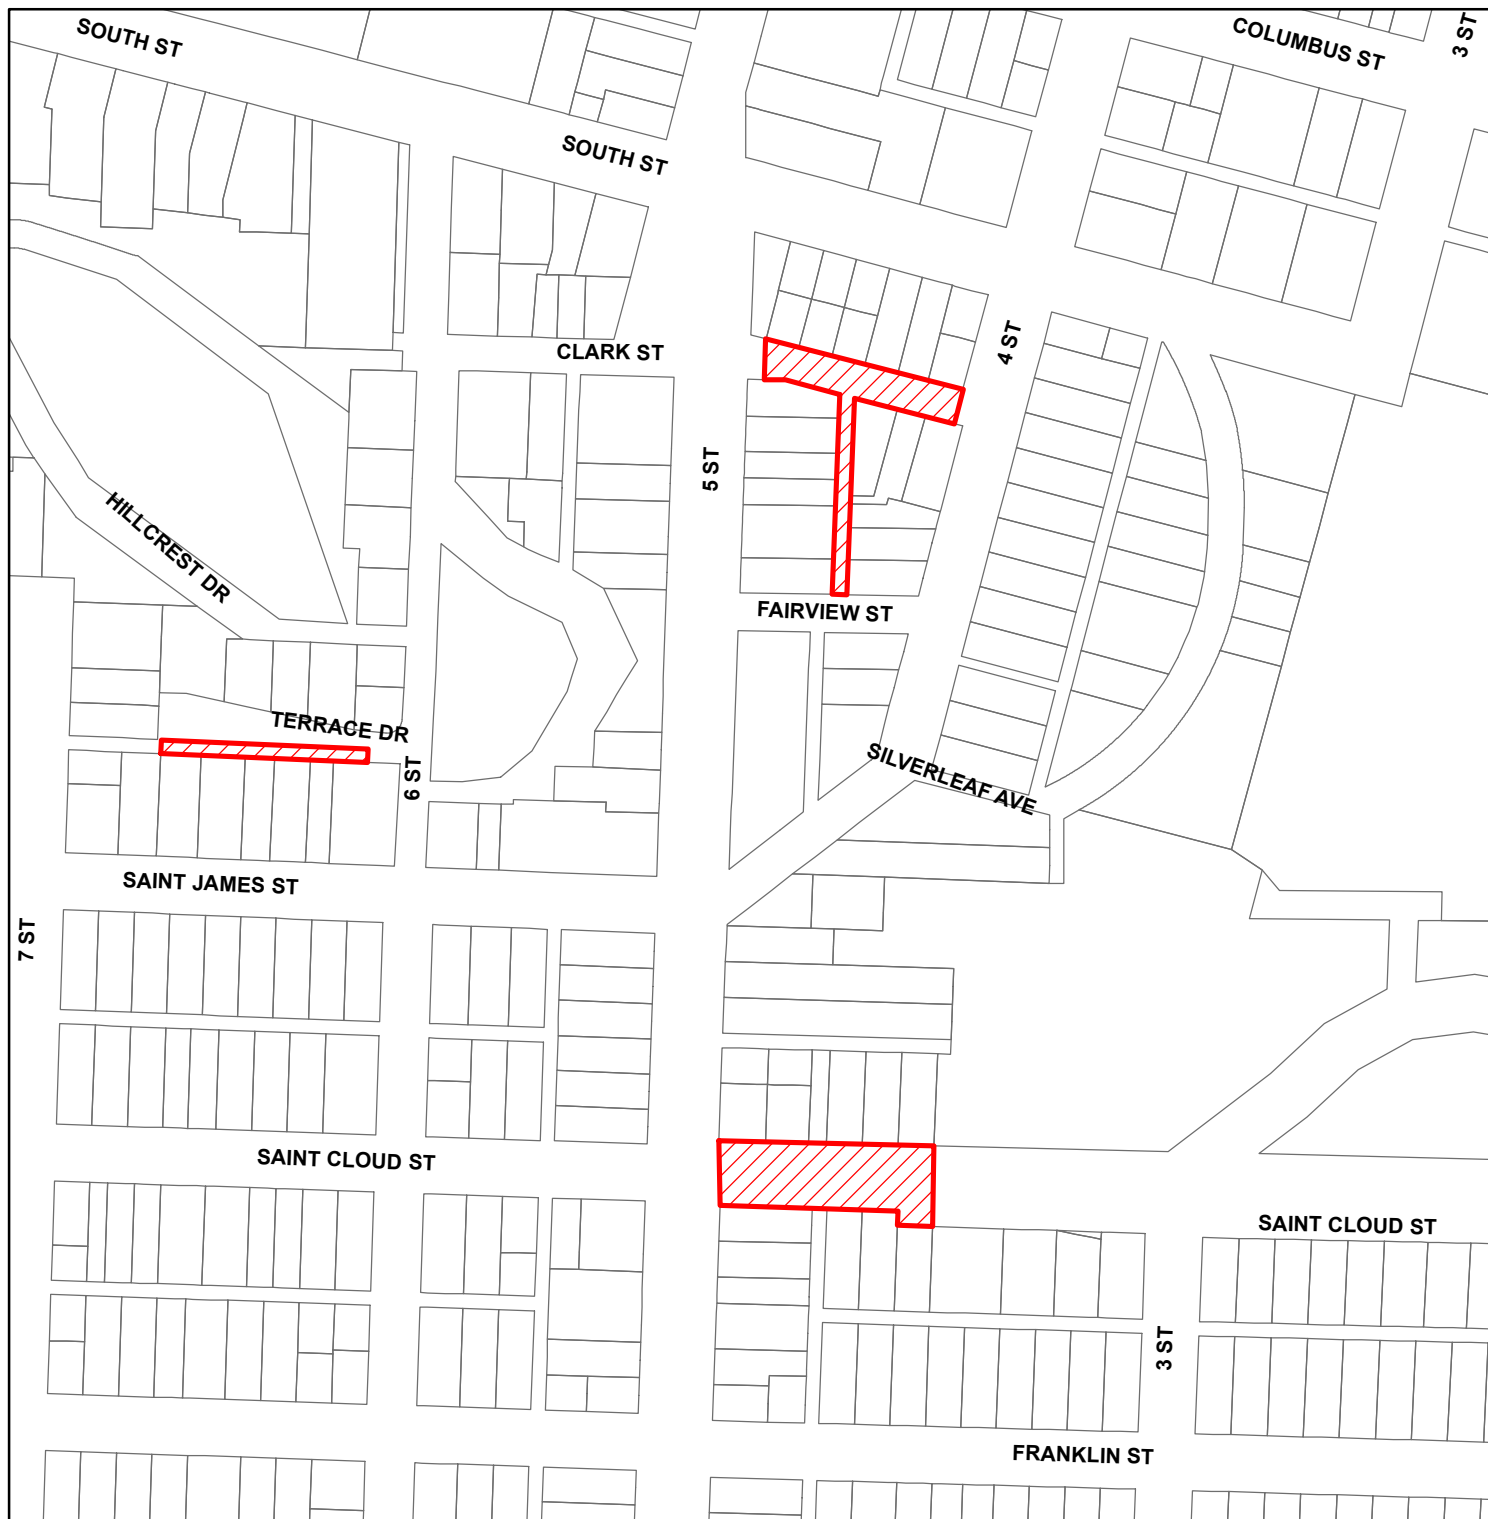 SOUTH ST
COLUMBUS ST
3 ST
SOUTH ST
4 ST
CLARK ST
5 ST
HILLCREST DR
FAIRVIEW ST
TERRACE DR
6 ST
SILVERLEAF AVE
SAINT JAMES ST
7 ST
SAINT CLOUD ST
SAINT CLOUD ST
3 ST
FRANKLIN ST